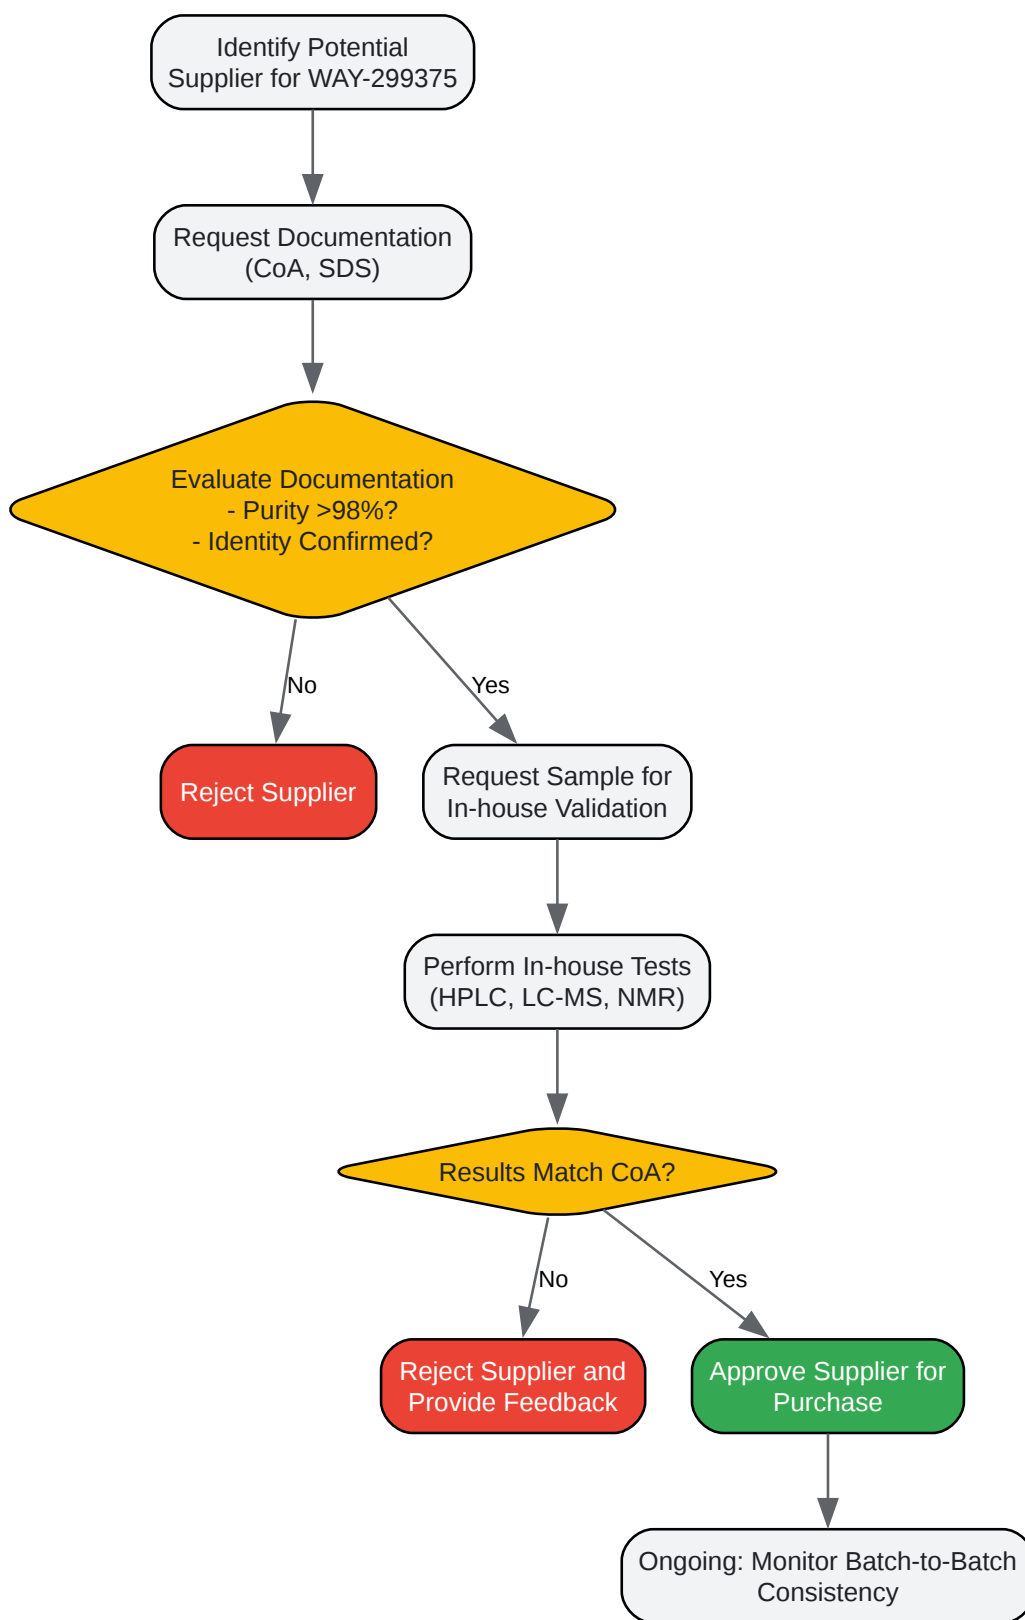 Identify Potential
Supplier for WAY-299375
Request Documentation
(CoA, SDS)
Evaluate Documentation
- Purity >98%?
- Identity Confirmed?
No
Yes
Reject Supplier
Request Sample for
In-house Validation
Perform In-house Tests
(HPLC, LC-MS, NMR)
Results Match CoA?
No
Yes
Reject Supplier and
Provide Feedback
Approve Supplier for
Purchase
Ongoing: Monitor Batch-to-Batch
Consistency